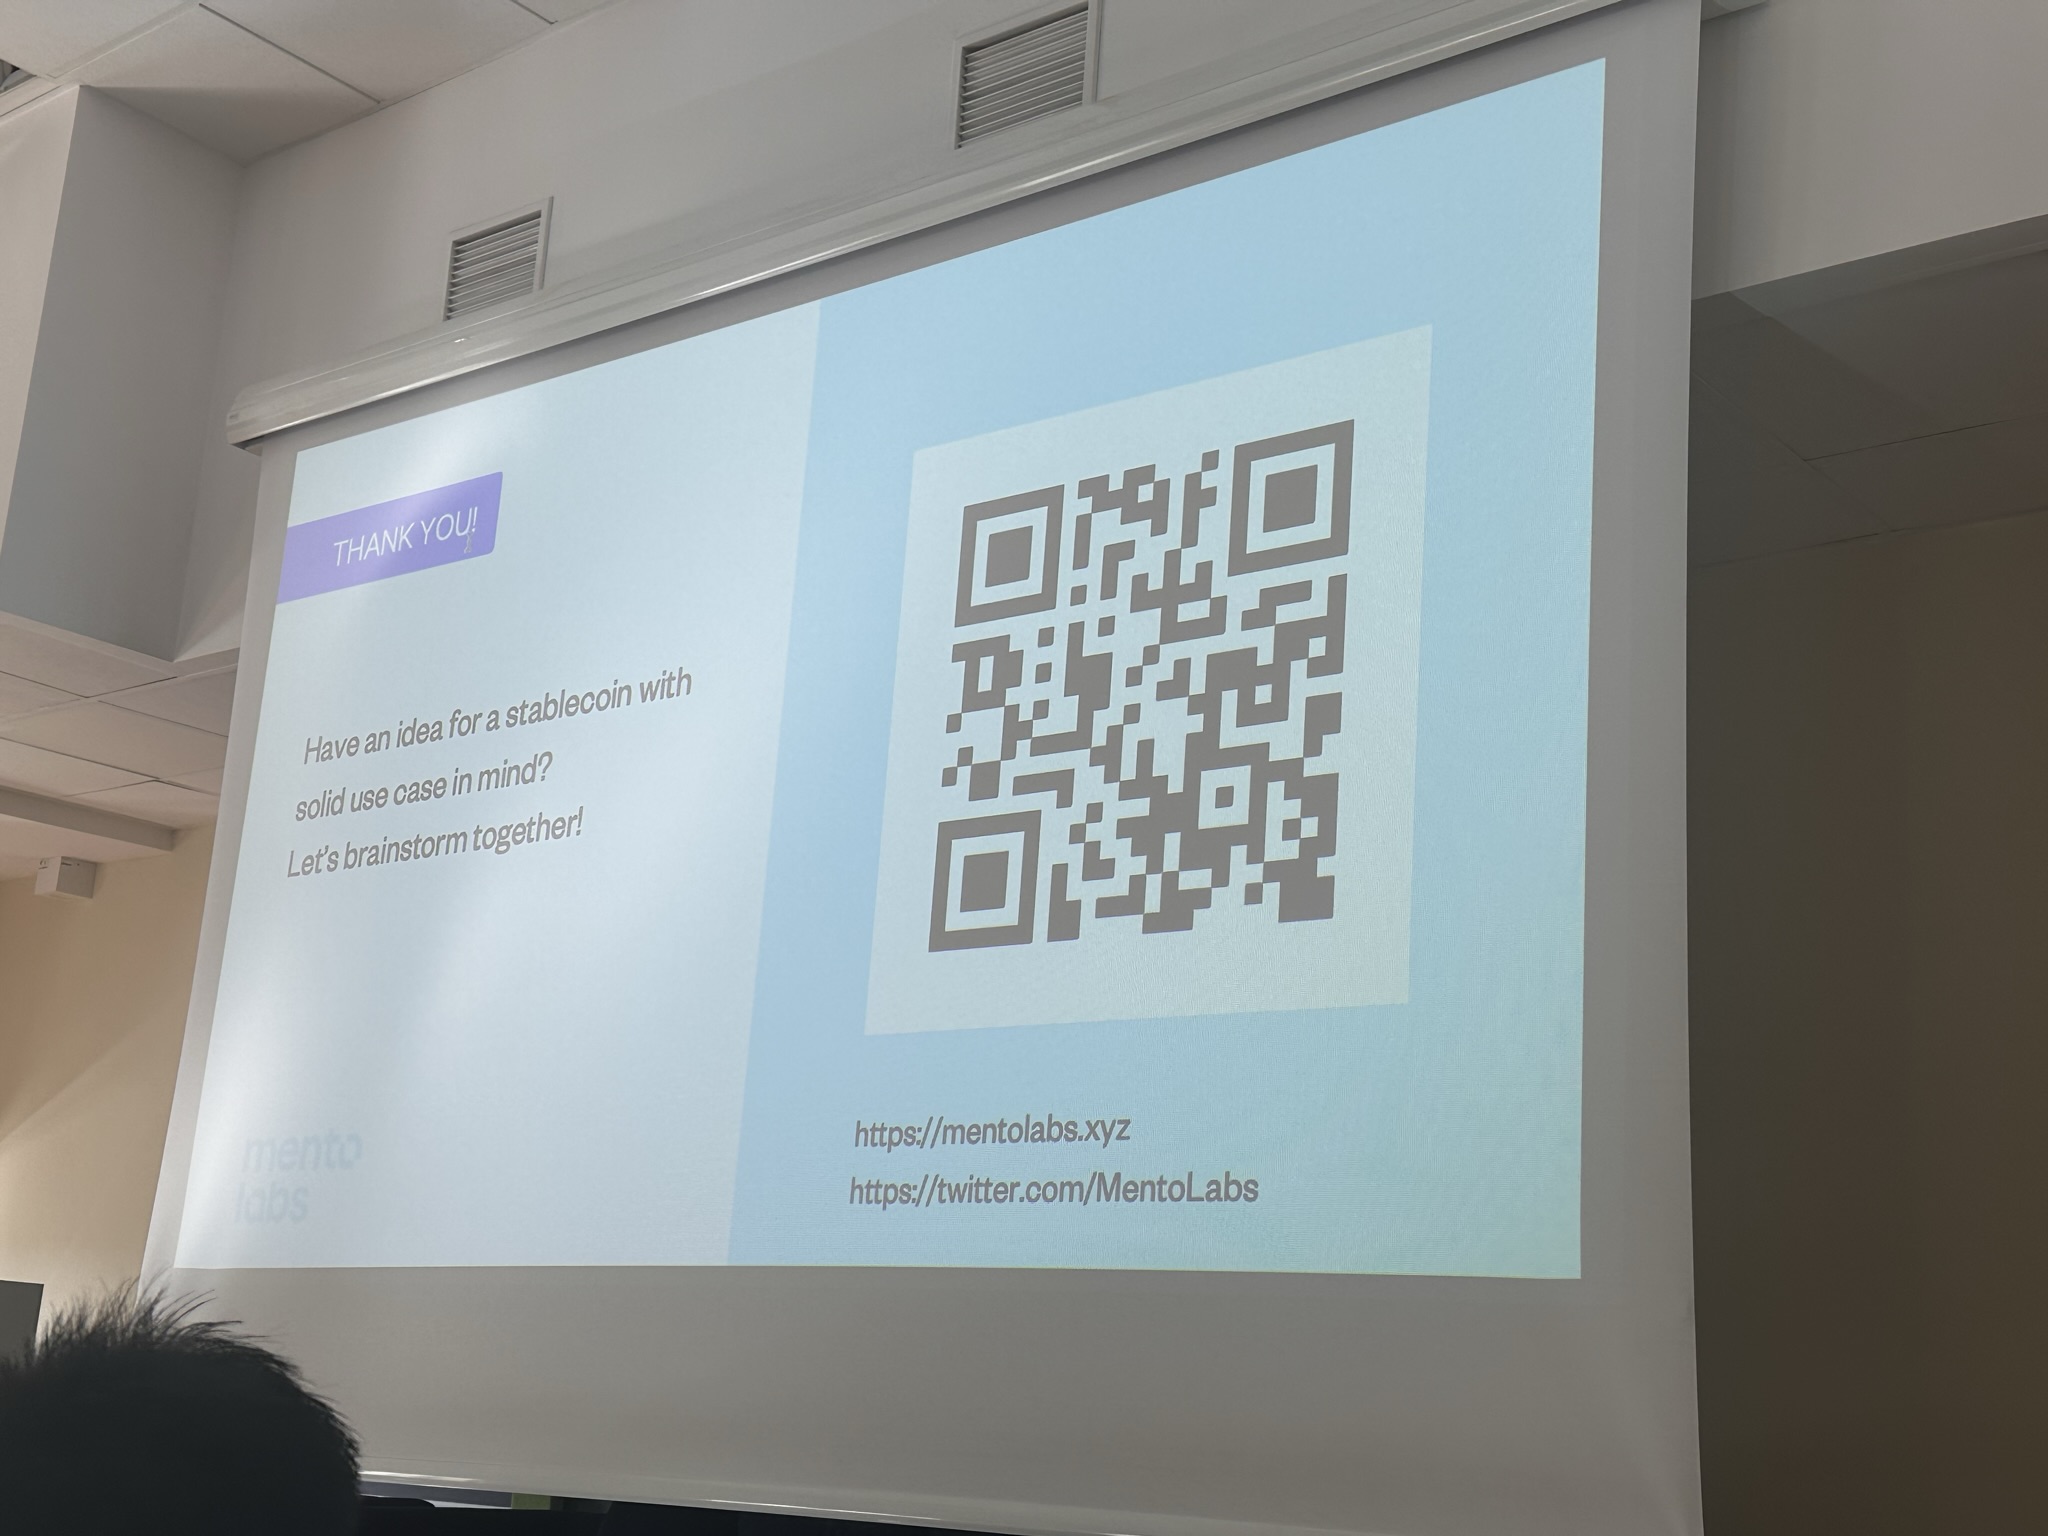 THANK YOU!
Have an idea for a stablecoin with
solid use case in mind?
Let's brainstorm together!
mento
labs
https://mentolabs.xyz
https://twitter.com/MentoLabs